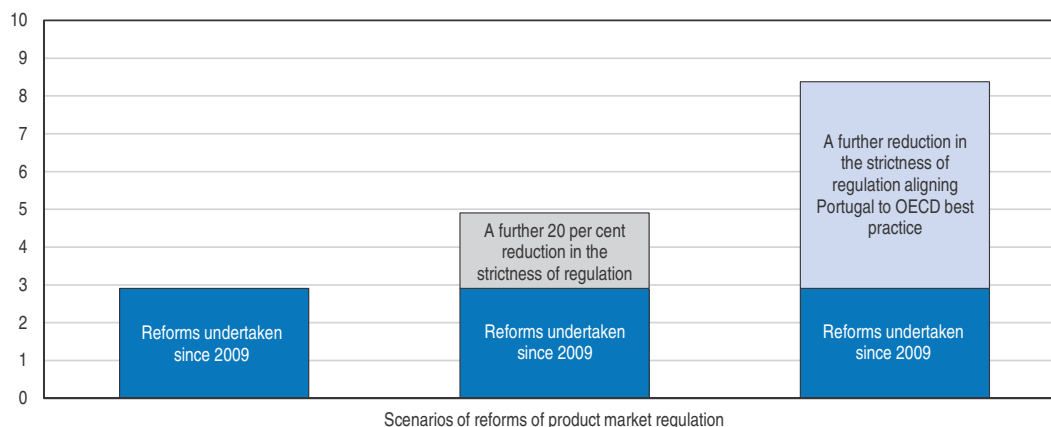 10
9
8
7
6
5
4
3
2
1
0
Reforms undertaken
since 2009
A further 20 per cent
reduction in the
strictness of regulation
Reforms undertaken
since 2009
A further reduction in
the strictness of
regulation aligning
Portugal to OECD best
practice
Reforms undertaken
since 2009
Scenarios of reforms of product market regulation